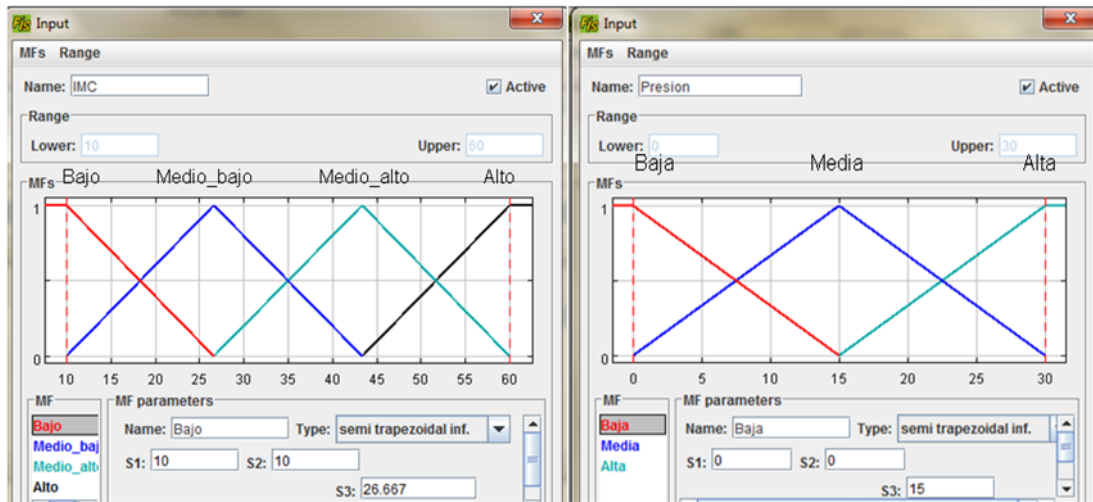 Fis Input
MFs Range
Name: IMC Active
Range
Lower: 10 Upper: 60
MFs
Bajo Medio_bajo Medio_alto Alto
1
0
10 15 20 25 30 35 40 45 50 55 60
MF
Bajo
Medio_baj
Medio_alt
Alto
MF parameters
Name: Bajo Type: semi trapezoidal inf.
S1: 10 S2: 10
S3: 26.667
Fis Input
MFs Range
Name: Presion Active
Range
Lower: 0 Upper: 30
MFs
Baja Media Alta
1
0
0 5 10 15 20 25 30
MF
Baja
Media
Alta
MF parameters
Name: Baja Type: semi trapezoidal inf.
S1: 0 S2: 0
S3: 15